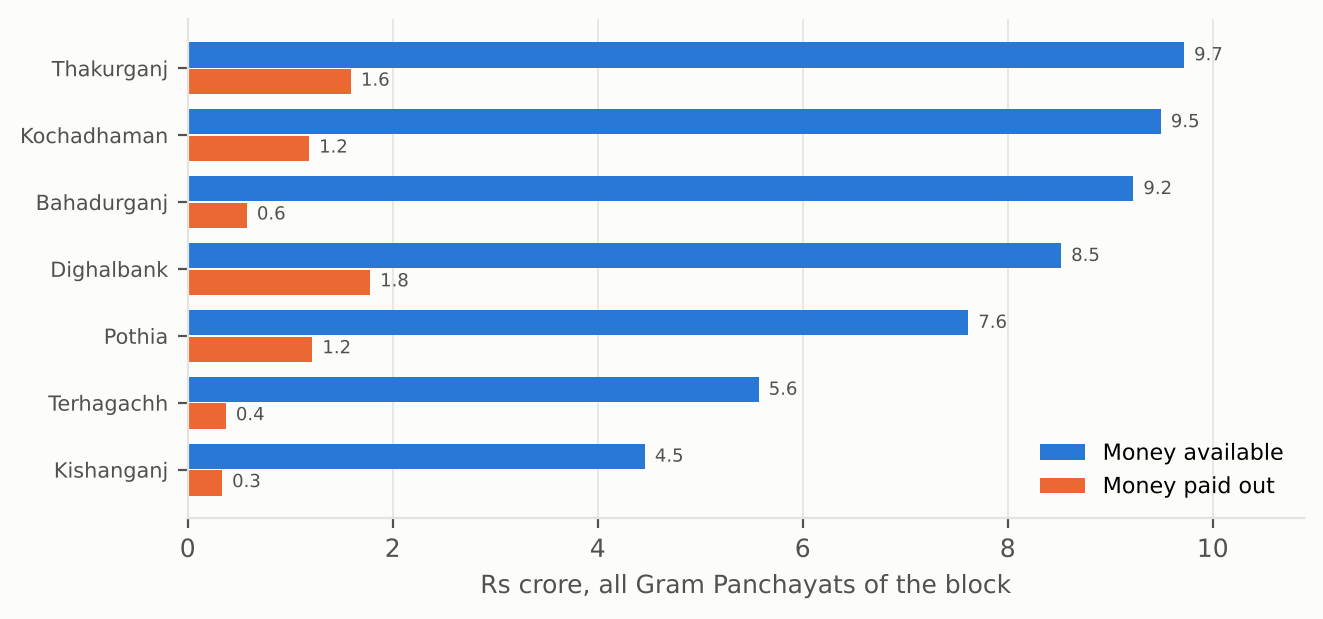 Thakurganj
9.7
1.6
Kochadhaman
9.5
1.2
Bahadurganj
9.2
0.6
Dighalbank
8.5
1.8
Pothia
7.6
1.2
Terhagachh
5.6
0.4
Kishanganj
4.5
0.3
Money available
Money paid out
0 2 4 6 8 10
Rs crore, all Gram Panchayats of the block